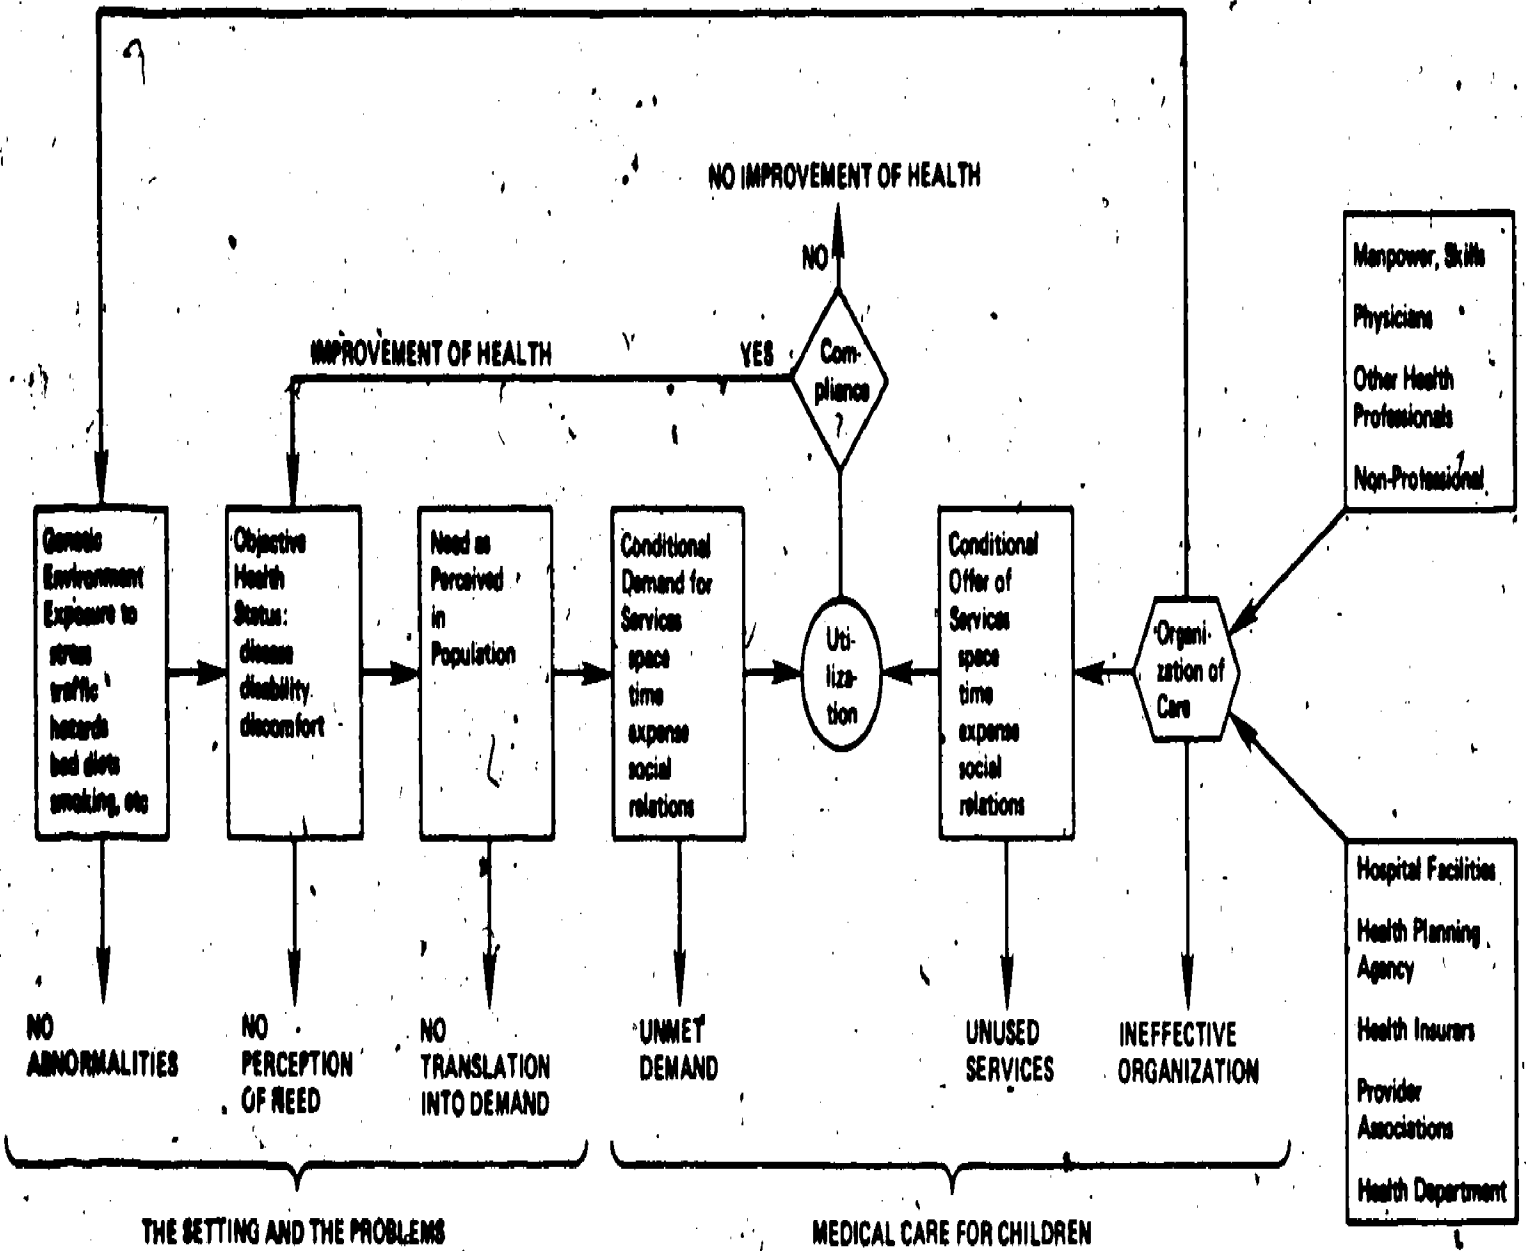 NO IMPROVEMENT OF HEALTH
NO
IMPROVEMENT OF HEALTH
YES
Com-
pliance
?
Manpower, Skills
Physicians
Other Health
Professionals
Non-Professional
Environment
Exposure to
stress
traffic
hazards
bad diets
smoking, etc
Objective
Health
Status:
disease
disability
discomfort
Need as
Perceived
in
Population
Conditional
Demand for
Services
space
time
expense
social
relations
Uti-
liza-
tion
Conditional
Offer of
Services
space
time
expense
social
relations
Organi-
zation of
Care
Hospital Facilities
Health Planning
Agency
Health Insurers
Provider
Associations
Health Department
NO
ABNORMALITIES
NO
PERCEPTION
OF NEED
NO
TRANSLATION
INTO DEMAND
UNMET
DEMAND
UNUSED
SERVICES
INEFFECTIVE
ORGANIZATION
THE SETTING AND THE PROBLEMS
MEDICAL CARE FOR CHILDREN